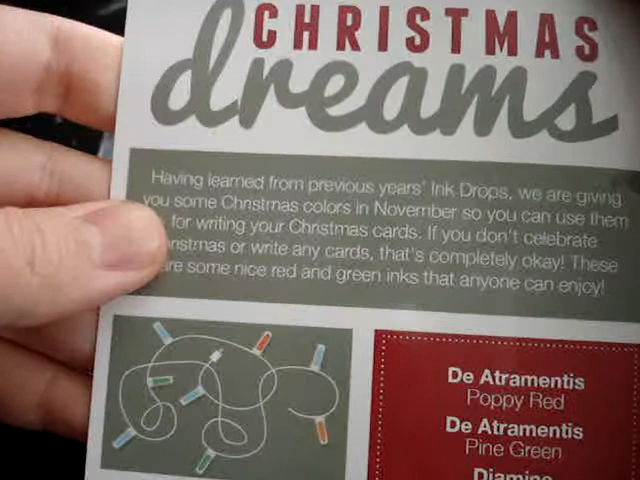 CHRISTMAS
dreams
Having learned from previous years' Ink Drops, we are giving
you some Christmas colors in November so you can use them
for writing your Christmas cards. If you don't celebrate
or write any cards, that's completely okay! These
some nice red and green inks that anyone can enjoy!
De Atramentis
Poppy Red
De Atramentis
Pine Green